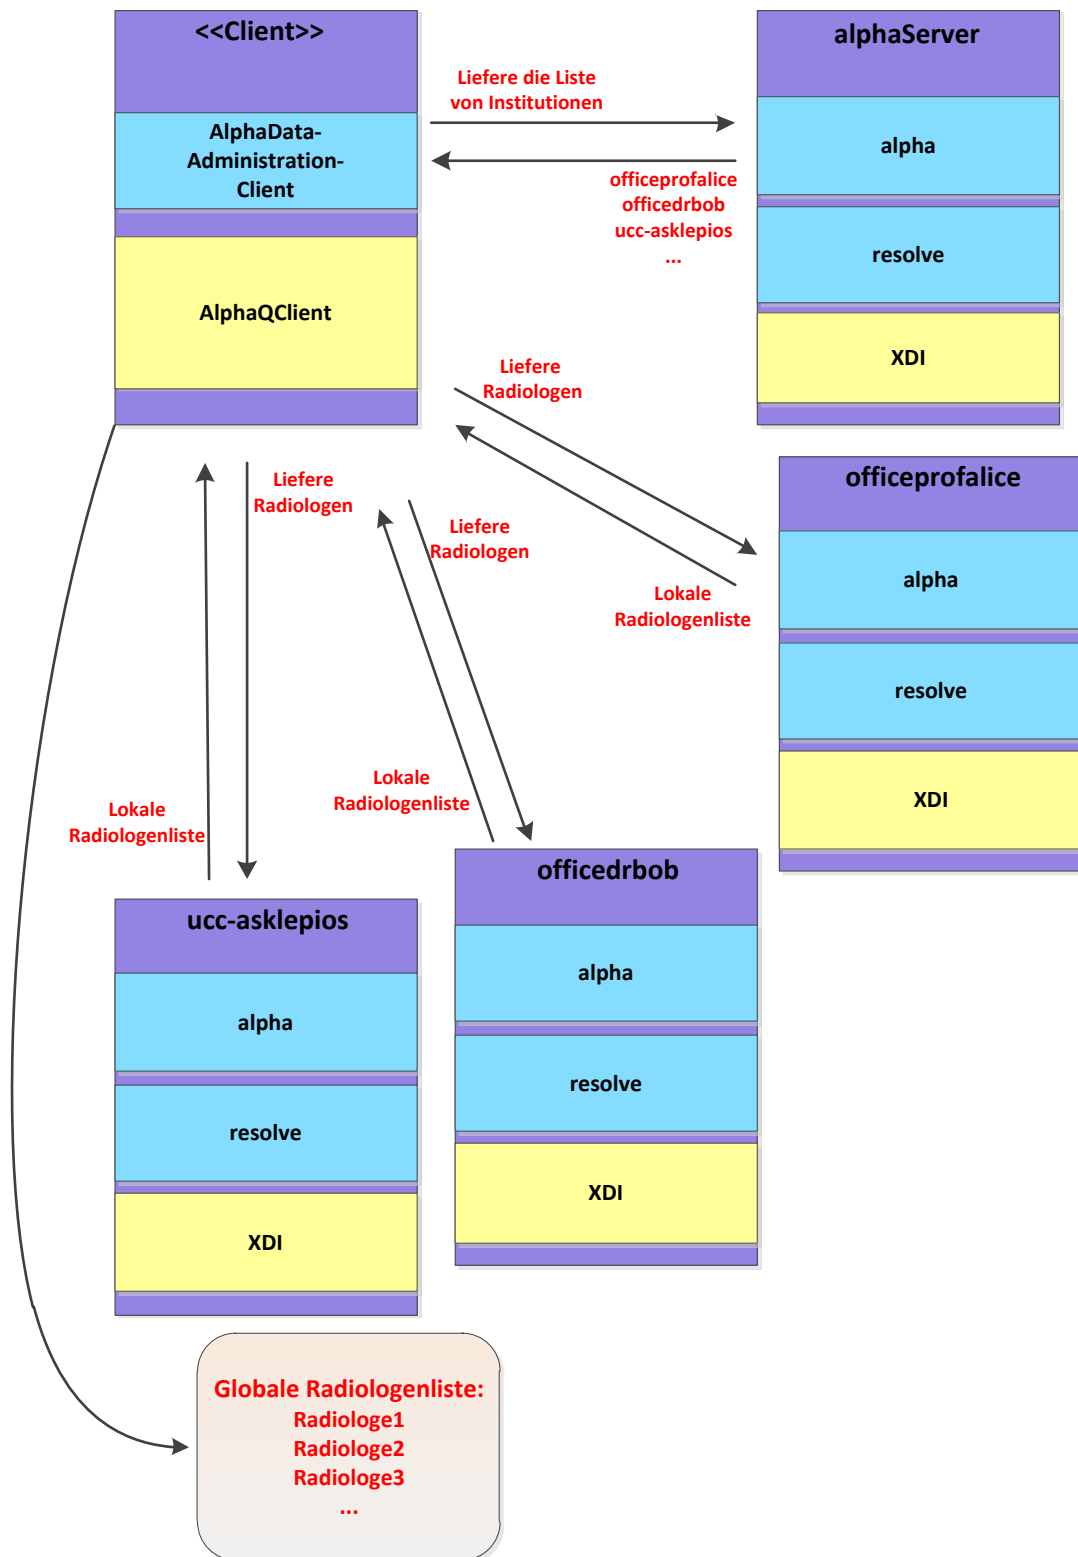 <<Client>>
AlphaData-
Administration-
Client
AlphaQClient
Liefere die Liste
von Institutionen
officeprofalice
officedrbob
ucc-asklepios
...
alphaServer
alpha
resolve
XDI
Liefere
Radiologen
Lokale
Radiologenliste
officeprofalice
alpha
resolve
XDI
Liefere
Radiologen
Liefere
Radiologen
Lokale
Radiologenliste
Lokale
Radiologenliste
officedrbob
alpha
resolve
XDI
ucc-asklepios
alpha
resolve
XDI
Globale Radiologenliste:
Radiologe1
Radiologe2
Radiologe3
...